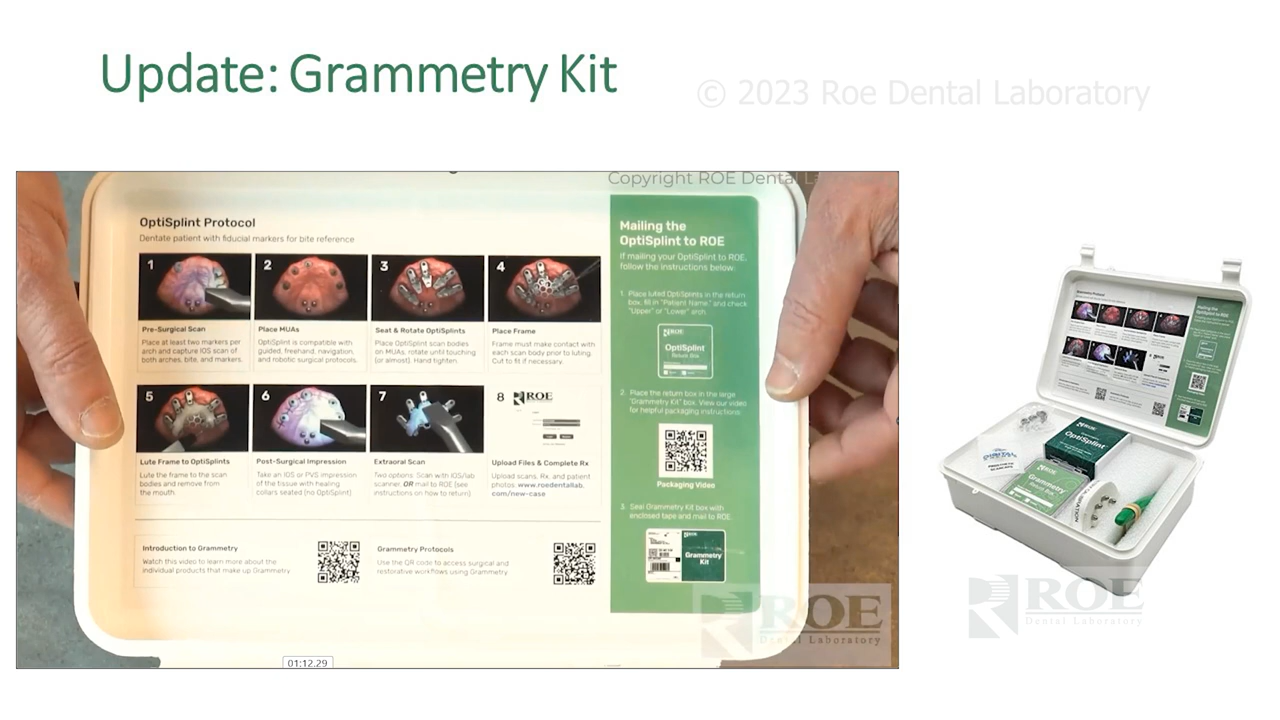 Update: Grammetry Kit
© 2023 Roe Dental Laboratory
Copyright ROE Dental
OptiSplint Protocol
Dentate patient with fiducial markers for bite reference
1
2
3
4
Pre-Surgical Scan
Place at least two markers per
arch and capture IOS scan of
both arches, bite, and markers.
Place MUAs
OptiSplint is compatible with
guided, freehand, navigation,
and robotic surgical protocols.
Seat & Rotate OptiSplints
Place OptiSplint scan bodies
on MUAs, rotate until touching
(or almost). Hand tighten.
Place Frame
Frame must make contact with
each scan body prior to luting.
Cut to fit if necessary.
5
6
7
8
ROE
Lute Frame to OptiSplints
Lute the frame to the scan
bodies and remove from
the mouth.
Post-Surgical Impression
Take an IOS or PVS impression
of the tissue with healing
collars seated (no OptiSplint)
Extraoral Scan
Two options: Scan with IOS/lab
scanner, OR mail to ROE (see
instructions on how to return)
Upload Files & Complete Rx
Upload scans, Rx, and patient
photos. www.roedentallab.
com/new-case
Introduction to Grammetry
Watch this video to learn more about the
individual products that make up Grammetry
Grammetry Protocols
Use the QR code to access surgical and
restorative workflows using Grammetry
Mailing the
OptiSplint to ROE
If mailing your OptiSplint to ROE,
follow the instructions below:
1. Place luted OptiSplints in the return
box, fill in "Patient Name," and check
"Upper" or "Lower" arch.
ROE
OptiSplint
Return Box
2. Place the return box in the large
"Grammetry Kit" box. View our video
for helpful packaging instructions:
Packaging Video
3. Seal Grammetry Kit box with
enclosed tape and mail to ROE.
Grammetry
Kit
ROE
Dental Laboratory
01:12.29
Mailing the
OptiSplint to ROE
ROE
OptiSplint
ROE
Grammetry
Return Box
ROE
Dental Laboratory